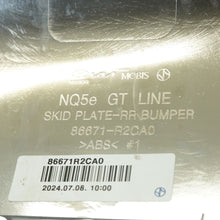 MOBIS
NQ5e GT LINE
SKID PLATE-RR BUMPER
86671-R2CA0
>ABS< #1
86671R2CA0
2024.07.08. 10:00